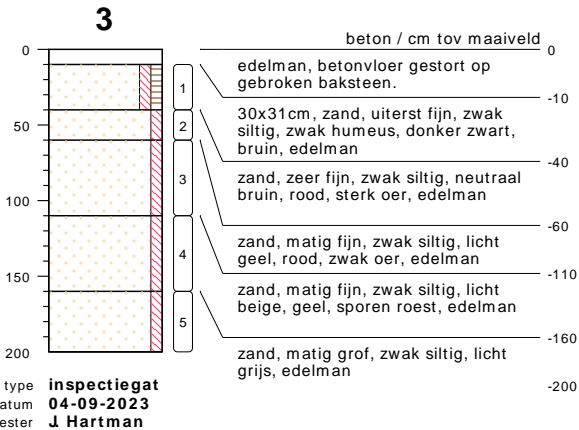 3
beton / cm tov maaiveld
0
0
edelman, betonvloer gestort op
gebroken baksteen.
-10
1
30x31cm, zand, uiterst fijn, zwak
siltig, zwak humeus, donker zwart,
bruin, edelman
-40
50
2
zand, zeer fijn, zwak siltig, neutraal
bruin, rood, sterk oer, edelman
-60
3
100
zand, matig fijn, zwak siltig, licht
geel, rood, zwak oer, edelman
-110
4
150
zand, matig fijn, zwak siltig, licht
beige, geel, sporen roest, edelman
-160
5
200
zand, matig grof, zwak siltig, licht
grijs, edelman
-200
type inspectiegat
atum 04-09-2023
ester J. Hartman